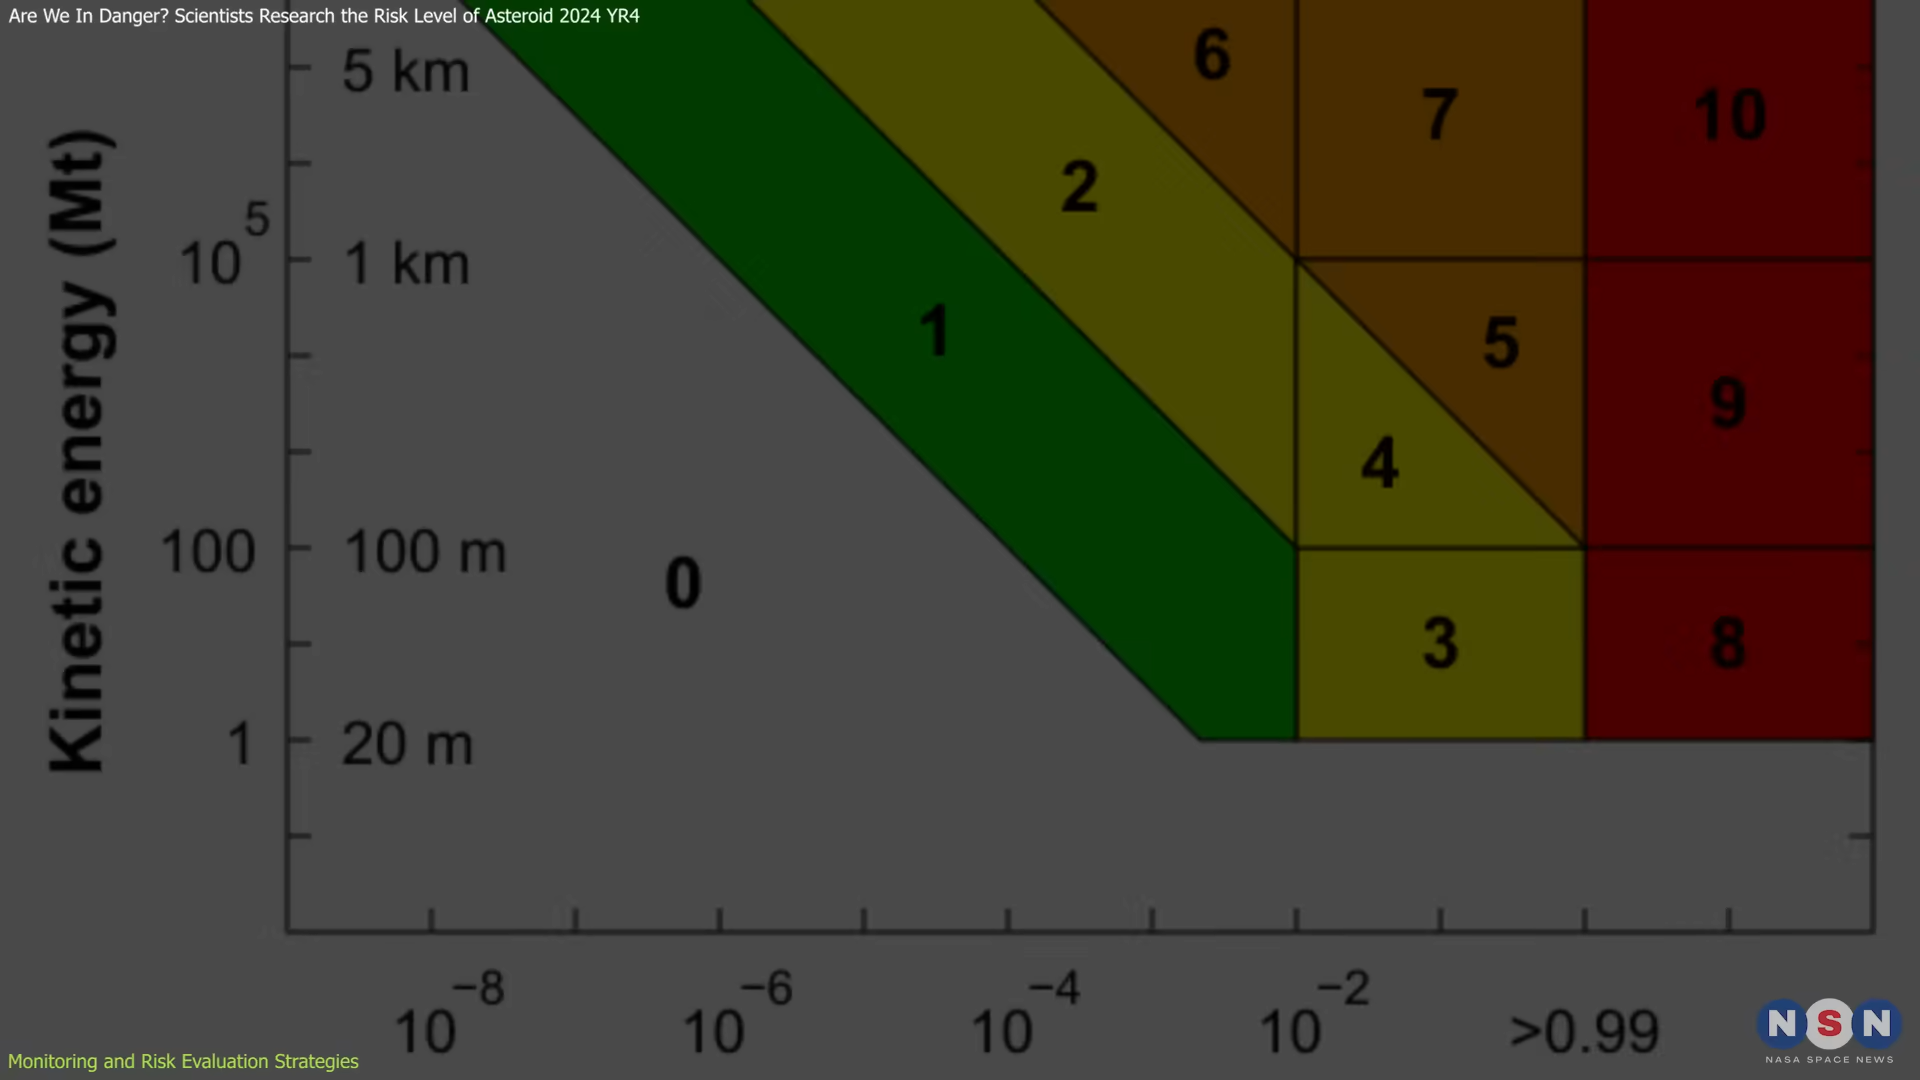 Are We In Danger? Scientists Research the Risk Level of Asteroid 2024 YR4
Kinetic energy (Mt)
5 km
10⁵
1 km
100
100 m
1
20 m
6
7
10
2
1
5
9
4
0
3
8
10⁻⁸
10⁻⁶
10⁻⁴
10⁻²
>0.99
Monitoring and Risk Evaluation Strategies
NSN
NASA SPACE NEWS